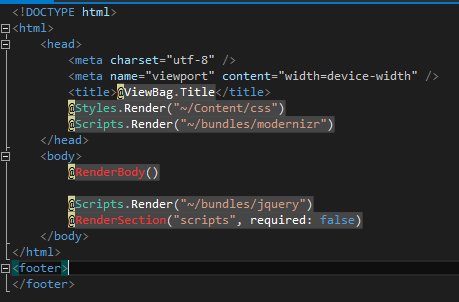 <!DOCTYPE html>
<html>
<head>
<meta charset="utf-8" />
<meta name="viewport" content="width=device-width" />
<title>@ViewBag.Title</title>
@Styles.Render("~/Content/css")
@Scripts.Render("~/bundles/modernizr")
</head>
<body>
@RenderBody()
@Scripts.Render("~/bundles/jquery")
@RenderSection("scripts", required: false)
</body>
</html>
<footer>
</footer>